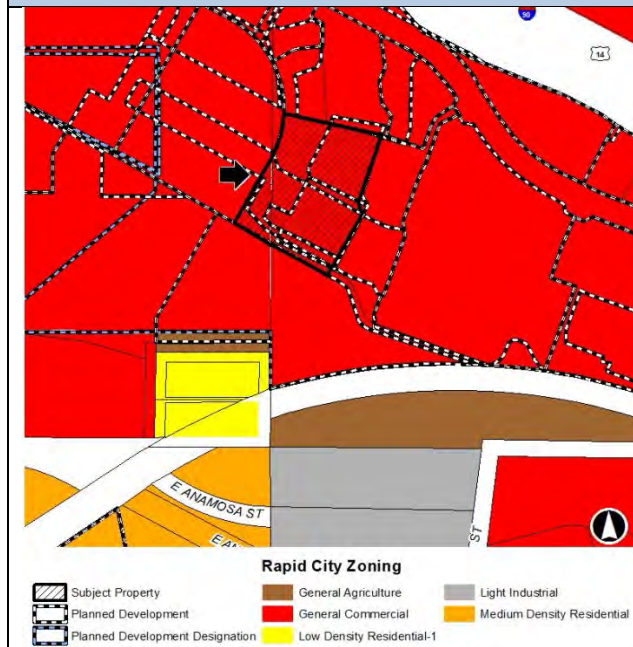 90
14
E ANAMOSA ST
ST
Rapid City Zoning
Subject Property
General Agriculture
Light Industrial
Planned Development
General Commercial
Medium Density Residential
Planned Development Designation
Low Density Residential-1